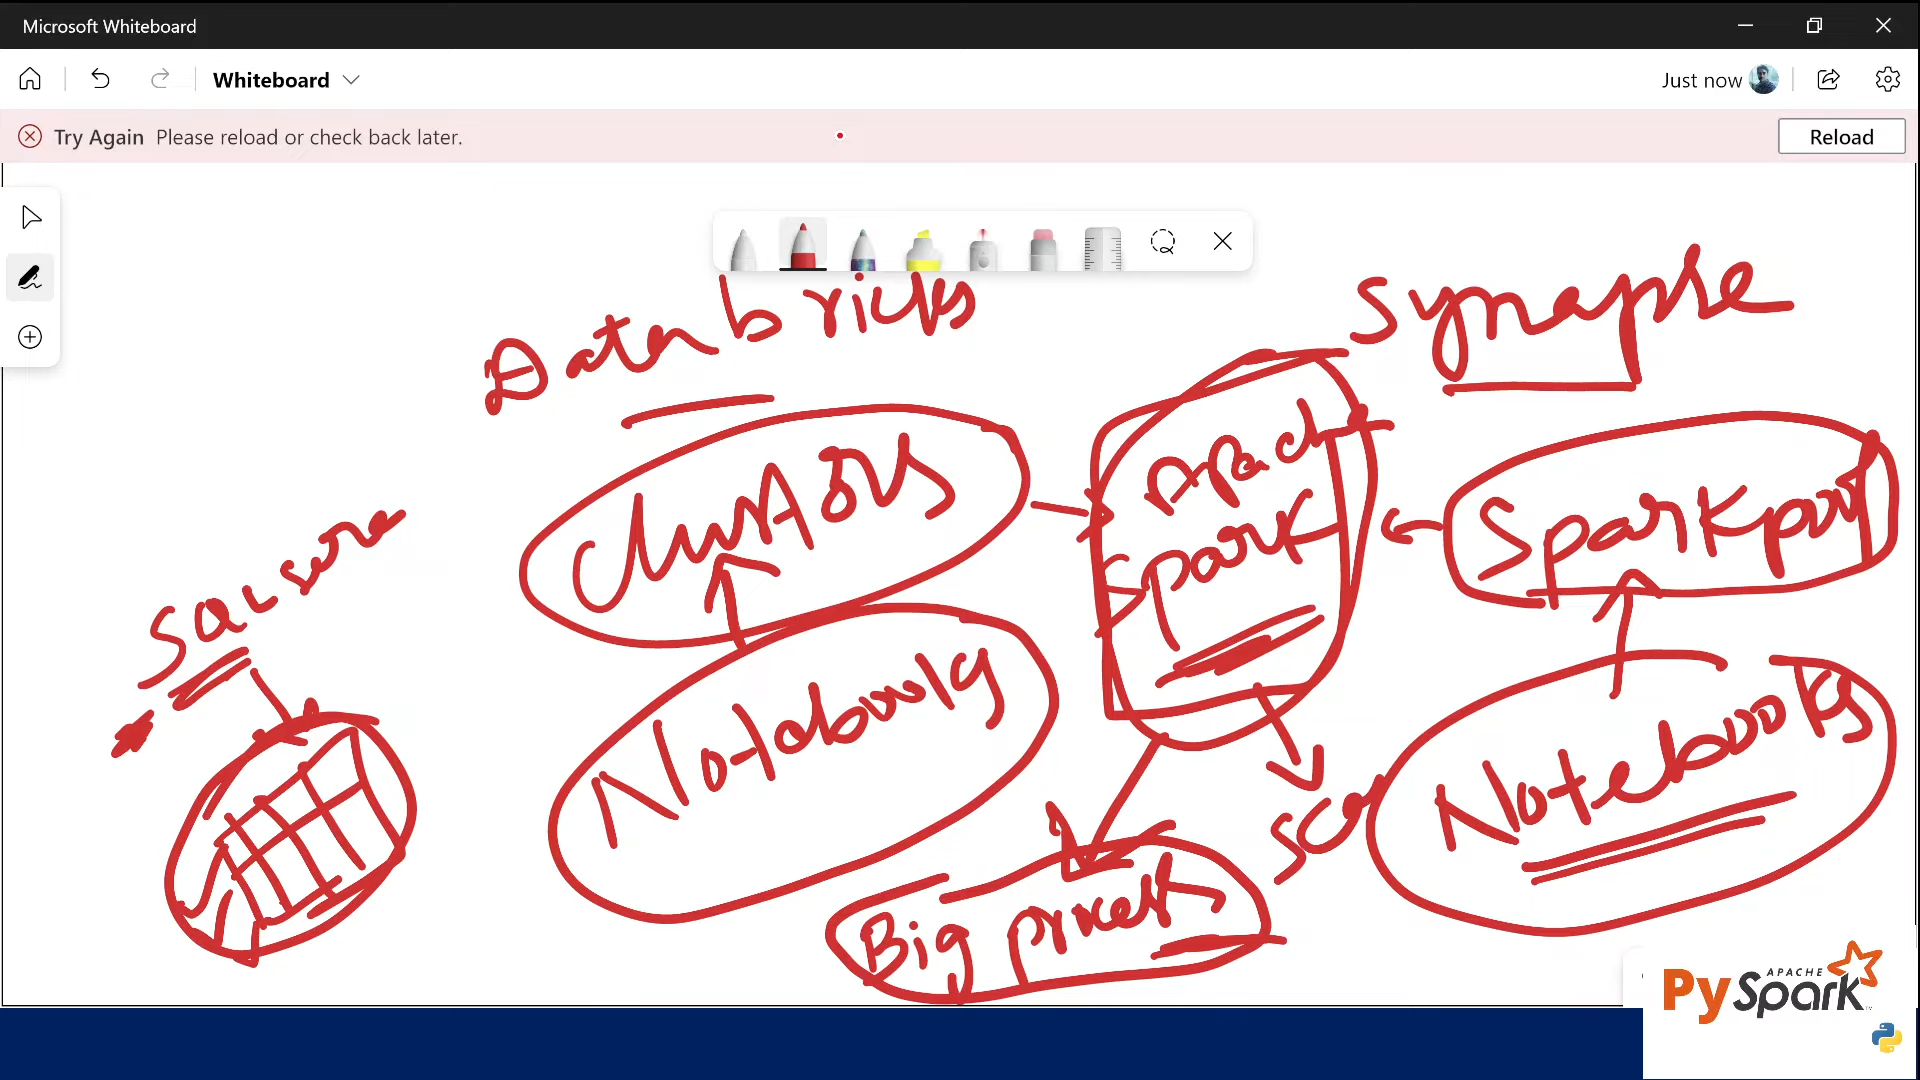 Microsoft Whiteboard
Whiteboard
Just now
Try Again Please reload or check back later.
Reload
Databricks
Synapse
Clusters
Apache
Spark
Sparkpool
SQL
Notebooks
Notebooks
Big
APACHE
PySpark